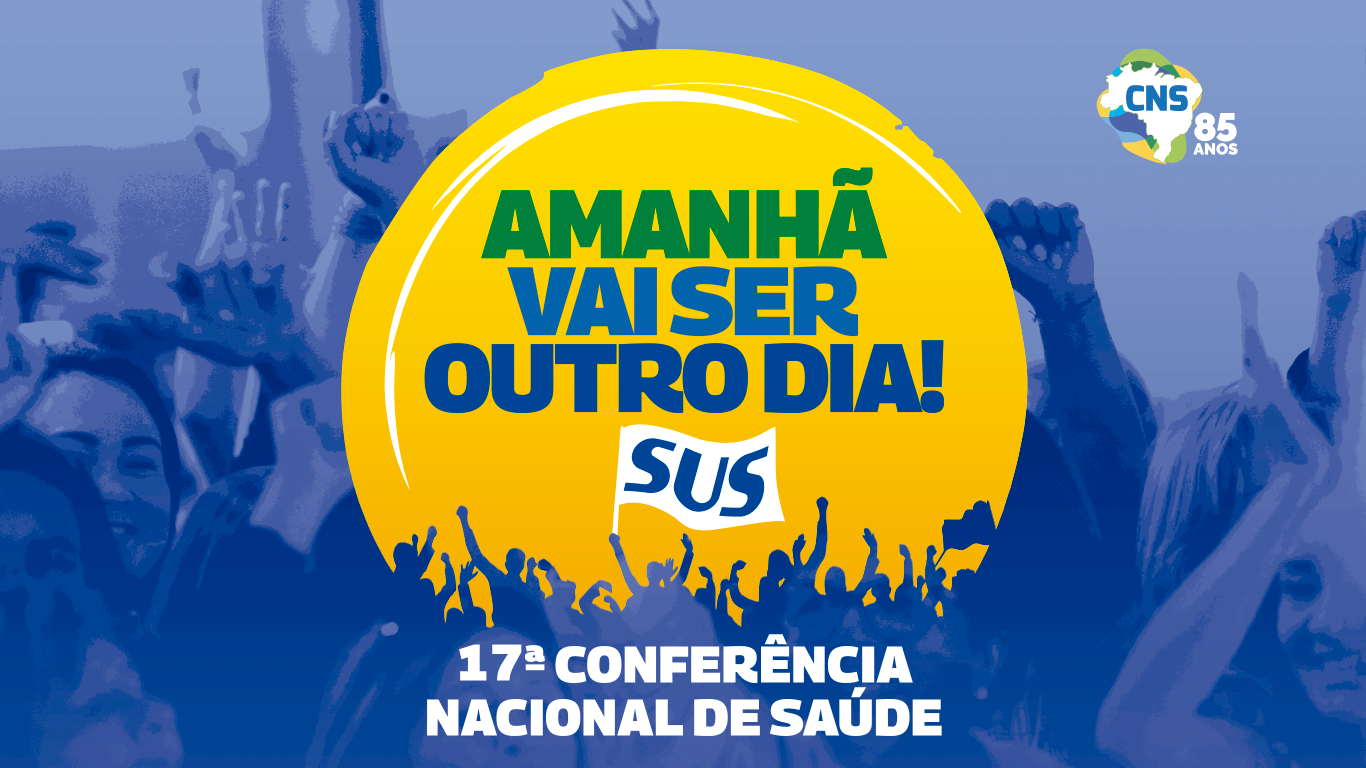 CNS
85
ANOS
AMANHÃ
VAI SER
OUTRO DIA!
SUS
17ª CONFERÊNCIA
NACIONAL DE SAÚDE